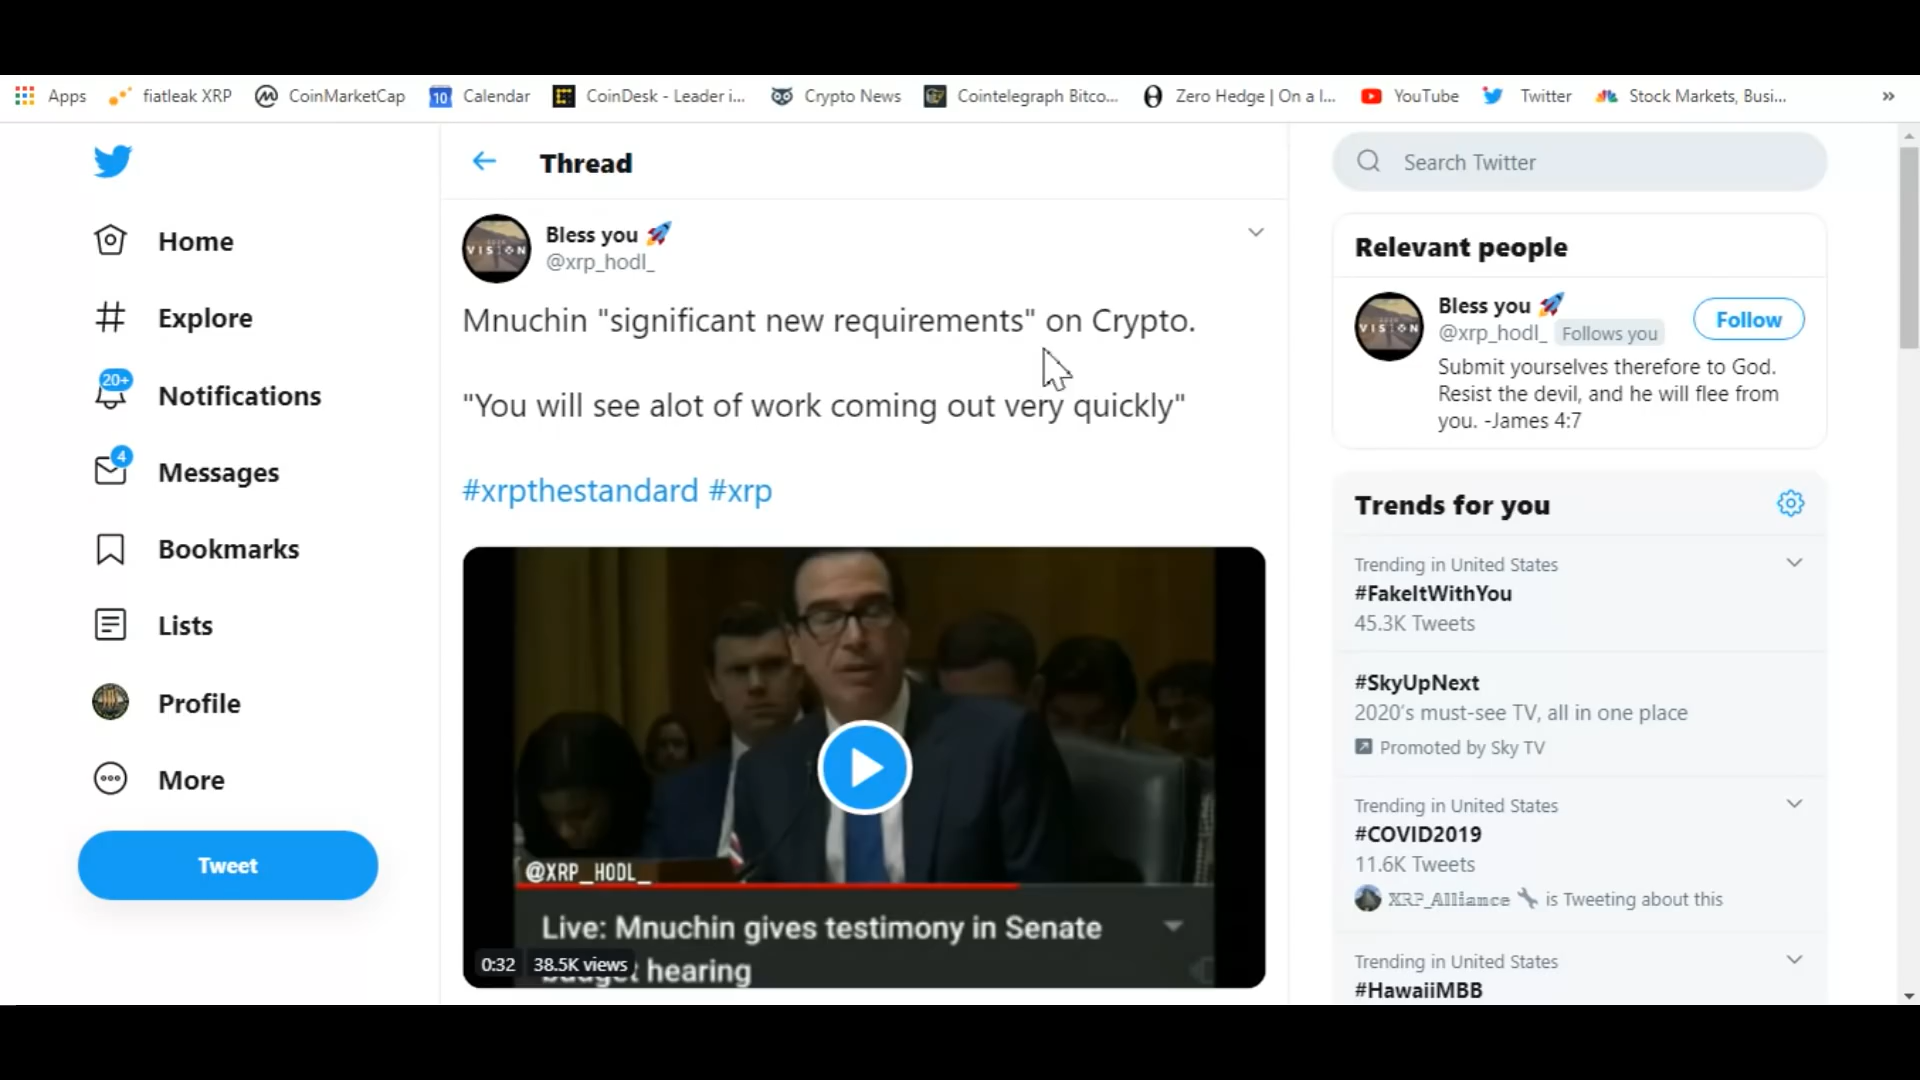 Apps
fiatleak XRP
CoinMarketCap
10
Calendar
CoinDesk - Leader i...
Crypto News
Cointelegraph Bitco...
Zero Hedge | On a l...
YouTube
Twitter
Stock Markets, Busi...
»
Home
Explore
20+
Notifications
4
Messages
Bookmarks
Lists
Profile
More
Tweet
Thread
VISION
Bless you 🚀
@xrp_hodl_
Mnuchin "significant new requirements" on Crypto.
"You will see alot of work coming out very quickly"
#xrpthestandard #xrp
@XRP_HODL_
Live: Mnuchin gives testimony in Senate
budget hearing
0:32
38.5K views
Search Twitter
Relevant people
VISION
Bless you 🚀
@xrp_hodl_ Follows you
Follow
Submit yourselves therefore to God.
Resist the devil, and he will flee from
you. -James 4:7
Trends for you
Trending in United States
#FakeItWithYou
45.3K Tweets
#SkyUpNext
2020's must-see TV, all in one place
Promoted by Sky TV
Trending in United States
#COVID2019
11.6K Tweets
XRP_Alliance 🔧 is Tweeting about this
Trending in United States
#HawaiiMBB